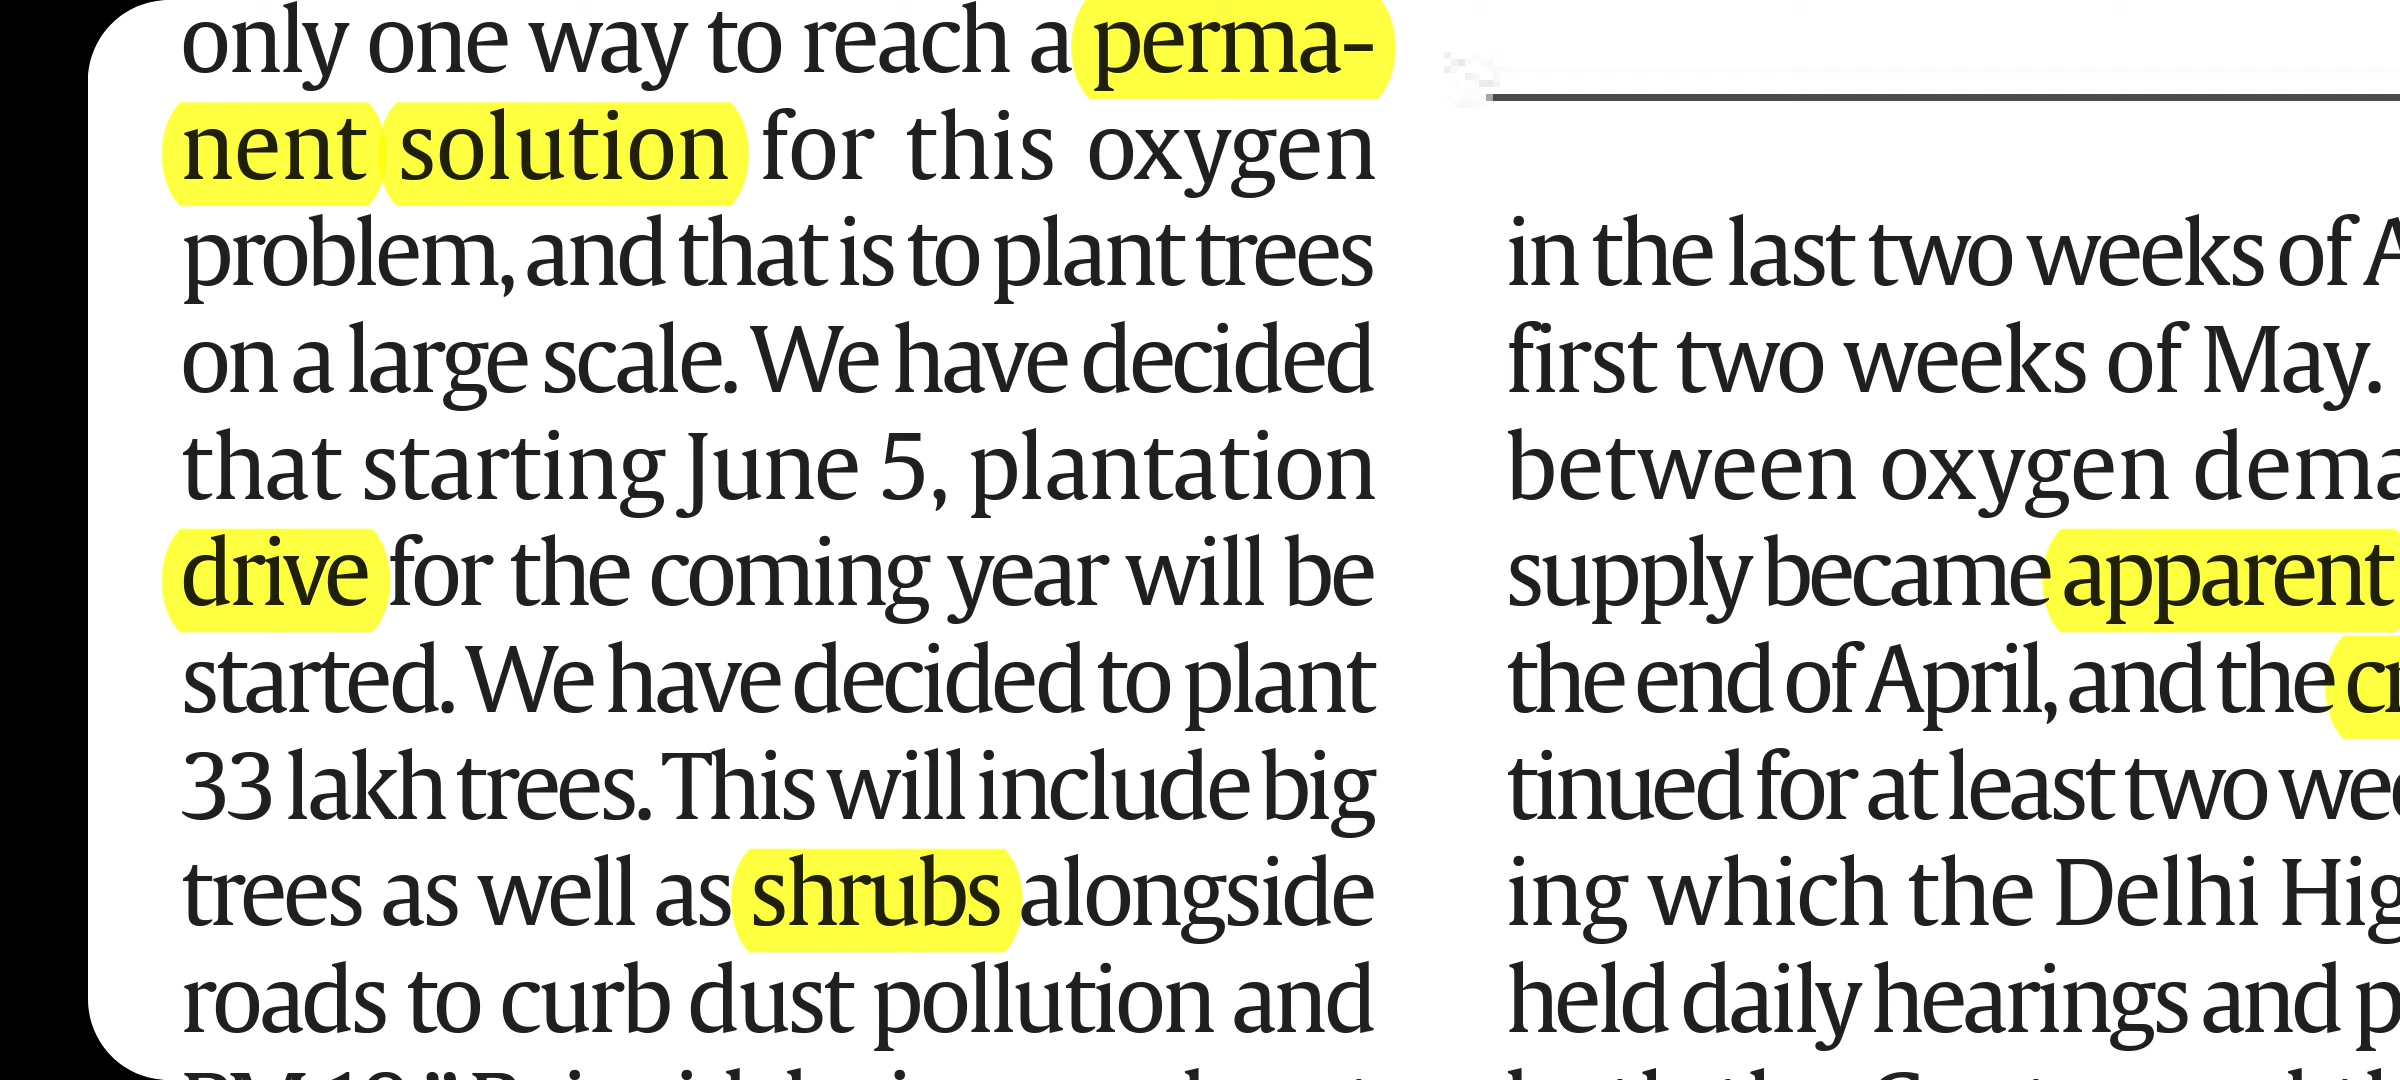 only one way to reach a perma-
nent solution for this oxygen
problem, and that is to plant trees
on a large scale. We have decided
that starting June 5, plantation
drive for the coming year will be
started. We have decided to plant
33 lakh trees. This will include big
trees as well as shrubs alongside
roads to curb dust pollution and
in the last two weeks of A
first two weeks of May.
between oxygen dema
supply became apparent
the end of April, and the cr
tinued for at least two wee
ing which the Delhi Hig
held daily hearings and p